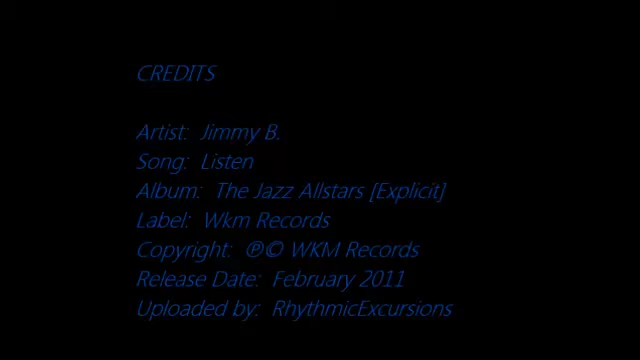 CREDITS
Artist: Jimmy B.
Song: Listen
Album: The Jazz Allstars [Explicit]
Label: Wkm Records
Copyright: ℗© WKM Records
Release Date: February 2011
Uploaded by: RhythmicExcursions